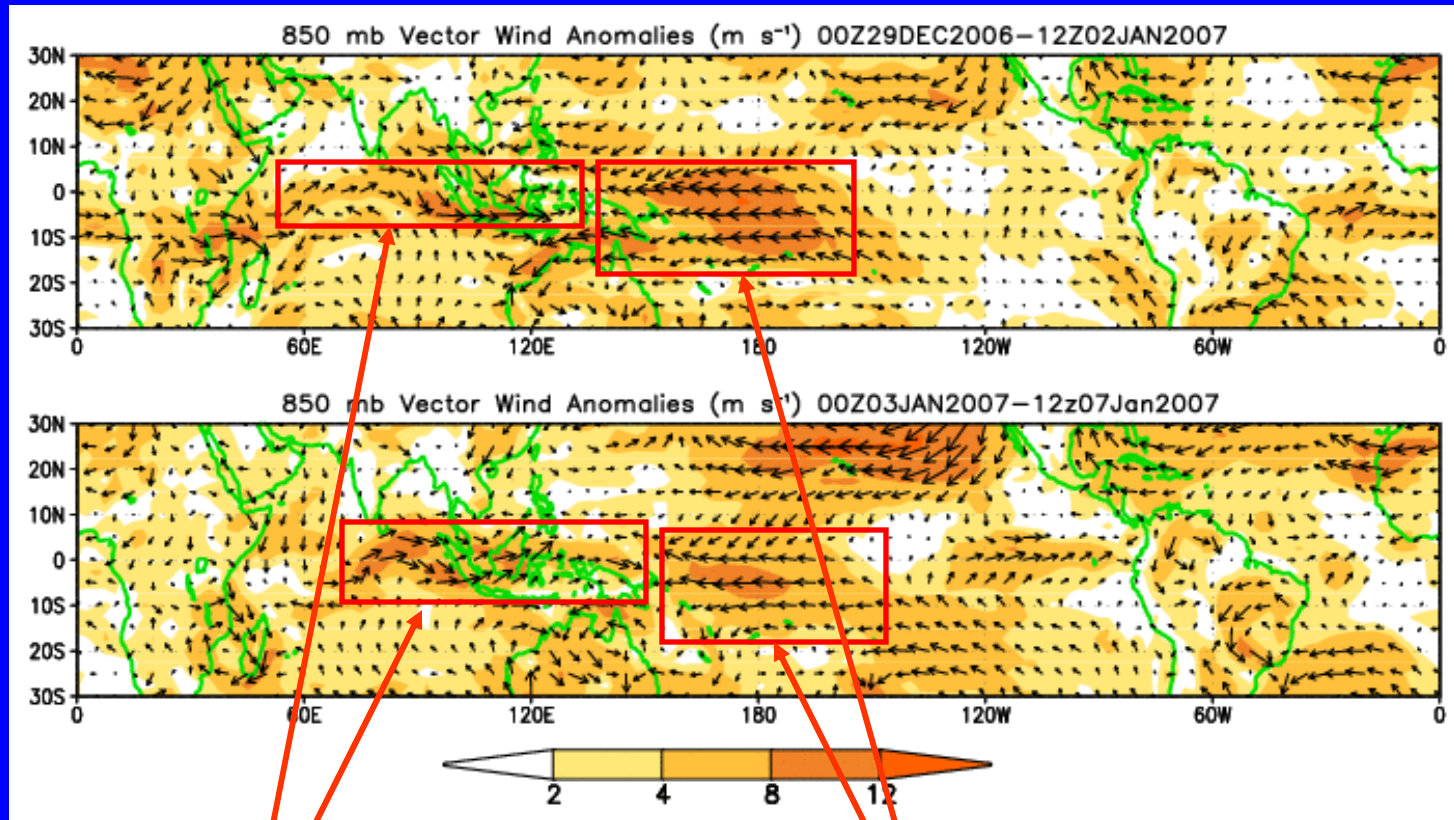 850 mb Vector Wind Anomalies (m s⁻¹) 00Z29DEC2006–12Z02JAN2007
30N
20N
10N
0
10S
20S
30S
0 60E 120E 180 120W 60W 0
850 mb Vector Wind Anomalies (m s⁻¹) 00Z03JAN2007–12z07Jan2007
30N
20N
10N
0
10S
20S
30S
0 60E 120E 180 120W 60W 0
2 4 8 12